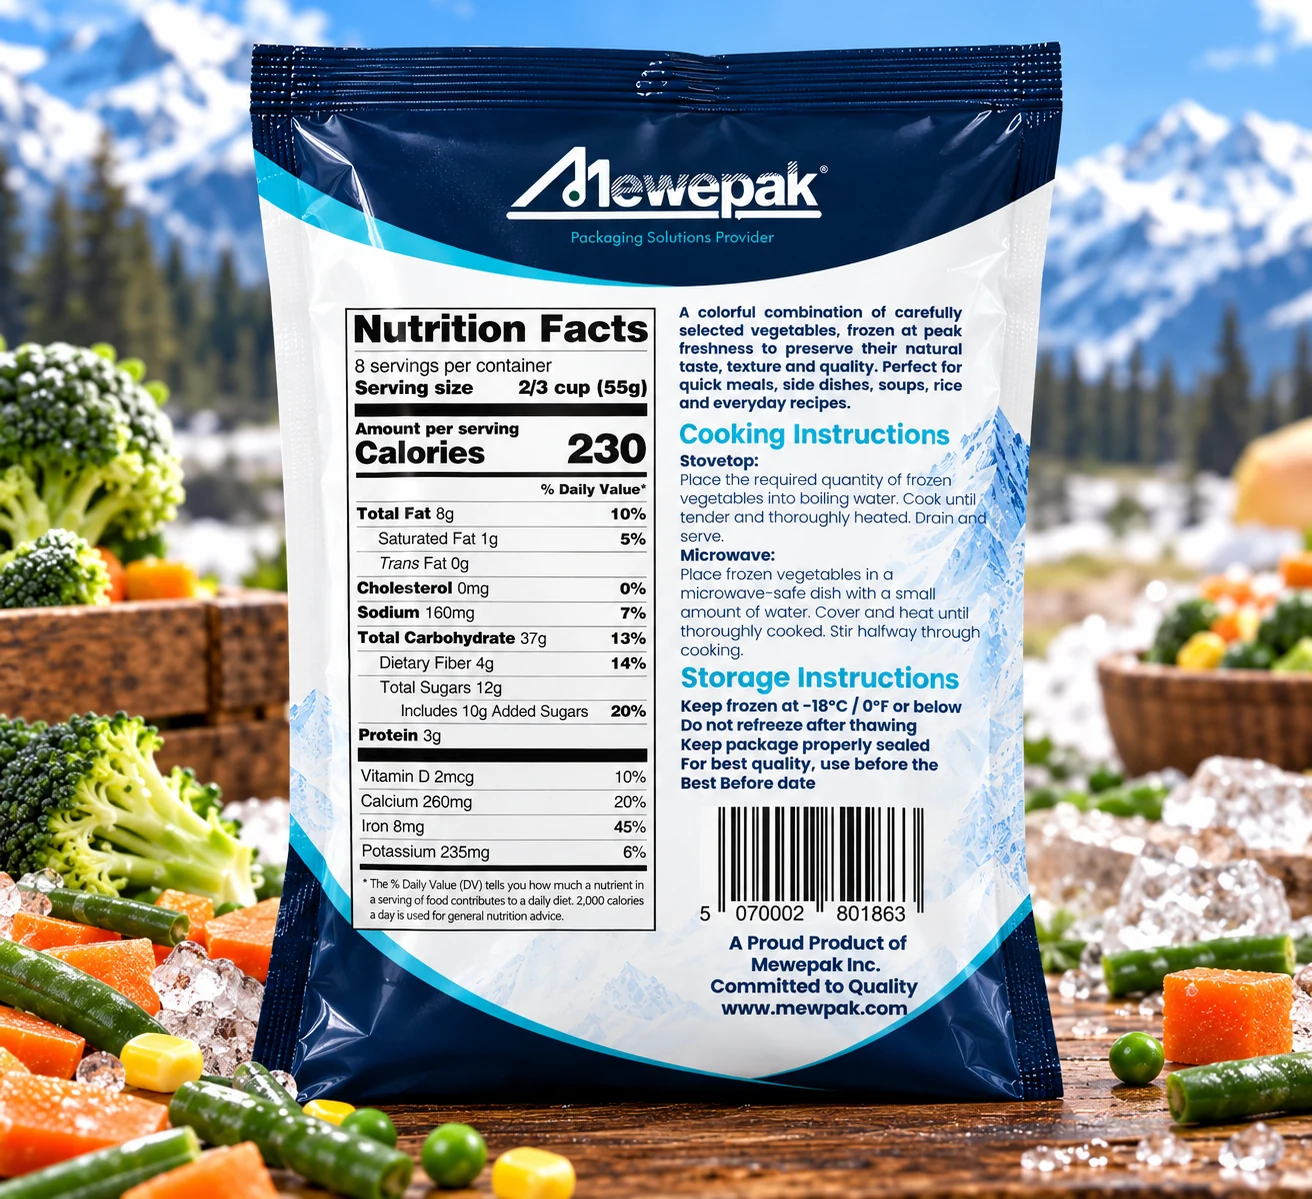 Mewepak®
Packaging Solutions Provider
Nutrition Facts
8 servings per container
Serving size 2/3 cup (55g)
Amount per serving
Calories 230
% Daily Value*
Total Fat 8g 10%
Saturated Fat 1g 5%
Trans Fat 0g
Cholesterol 0mg 0%
Sodium 160mg 7%
Total Carbohydrate 37g 13%
Dietary Fiber 4g 14%
Total Sugars 12g
Includes 10g Added Sugars 20%
Protein 3g
Vitamin D 2mcg 10%
Calcium 260mg 20%
Iron 8mg 45%
Potassium 235mg 6%
* The % Daily Value (DV) tells you how much a nutrient in
a serving of food contributes to a daily diet. 2,000 calories
a day is used for general nutrition advice.
A colorful combination of carefully
selected vegetables, frozen at peak
freshness to preserve their natural
taste, texture and quality. Perfect for
quick meals, side dishes, soups, rice
and everyday recipes.
Cooking Instructions
Stovetop:
Place the required quantity of frozen
vegetables into boiling water. Cook until
tender and thoroughly heated. Drain and
serve.
Microwave:
Place frozen vegetables in a
microwave-safe dish with a small
amount of water. Cover and heat until
thoroughly cooked. Stir halfway through
cooking.
Storage Instructions
Keep frozen at -18°C / 0°F or below
Do not refreeze after thawing
Keep package properly sealed
For best quality, use before the
Best Before date
5 070002 801863
A Proud Product of
Mewepak Inc.
Committed to Quality
www.mewpak.com